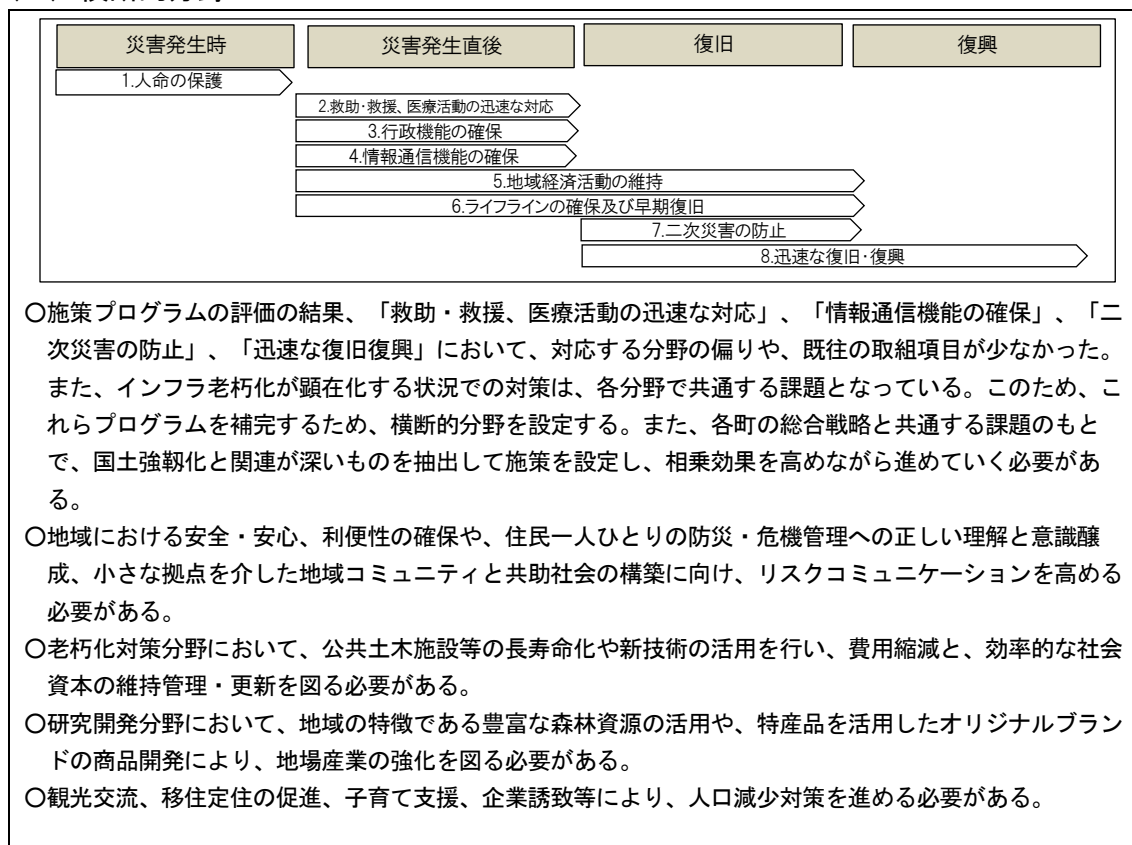 災害発生時
災害発生直後
復旧
復興
1.人命の保護
2.救助・救援、医療活動の迅速な対応
3.行政機能の確保
4.情報通信機能の確保
5.地域経済活動の維持
6.ライフラインの確保及び早期復旧
7.二次災害の防止
8.迅速な復旧・復興
〇施策プログラムの評価の結果、「救助・救援、医療活動の迅速な対応」、「情報通信機能の確保」、「二
次災害の防止」、「迅速な復旧復興」において、対応する分野の偏りや、既往の取組項目が少なかった。
また、インフラ老朽化が顕在化する状況での対策は、各分野で共通する課題となっている。このため、こ
れらプログラムを補完するため、横断的分野を設定する。また、各町の総合戦略と共通する課題のもと
で、国土強靱化と関連が深いものを抽出して施策を設定し、相乗効果を高めながら進めていく必要があ
る。
〇地域における安全・安心、利便性の確保や、住民一人ひとりの防災・危機管理への正しい理解と意識醸
成、小さな拠点を介した地域コミュニティと共助社会の構築に向け、リスクコミュニケーションを高める
必要がある。
〇老朽化対策分野において、公共土木施設等の長寿命化や新技術の活用を行い、費用縮減と、効率的な社会
資本の維持管理・更新を図る必要がある。
〇研究開発分野において、地域の特徴である豊富な森林資源の活用や、特産品を活用したオリジナルブラン
ドの商品開発により、地場産業の強化を図る必要がある。
〇観光交流、移住定住の促進、子育て支援、企業誘致等により、人口減少対策を進める必要がある。